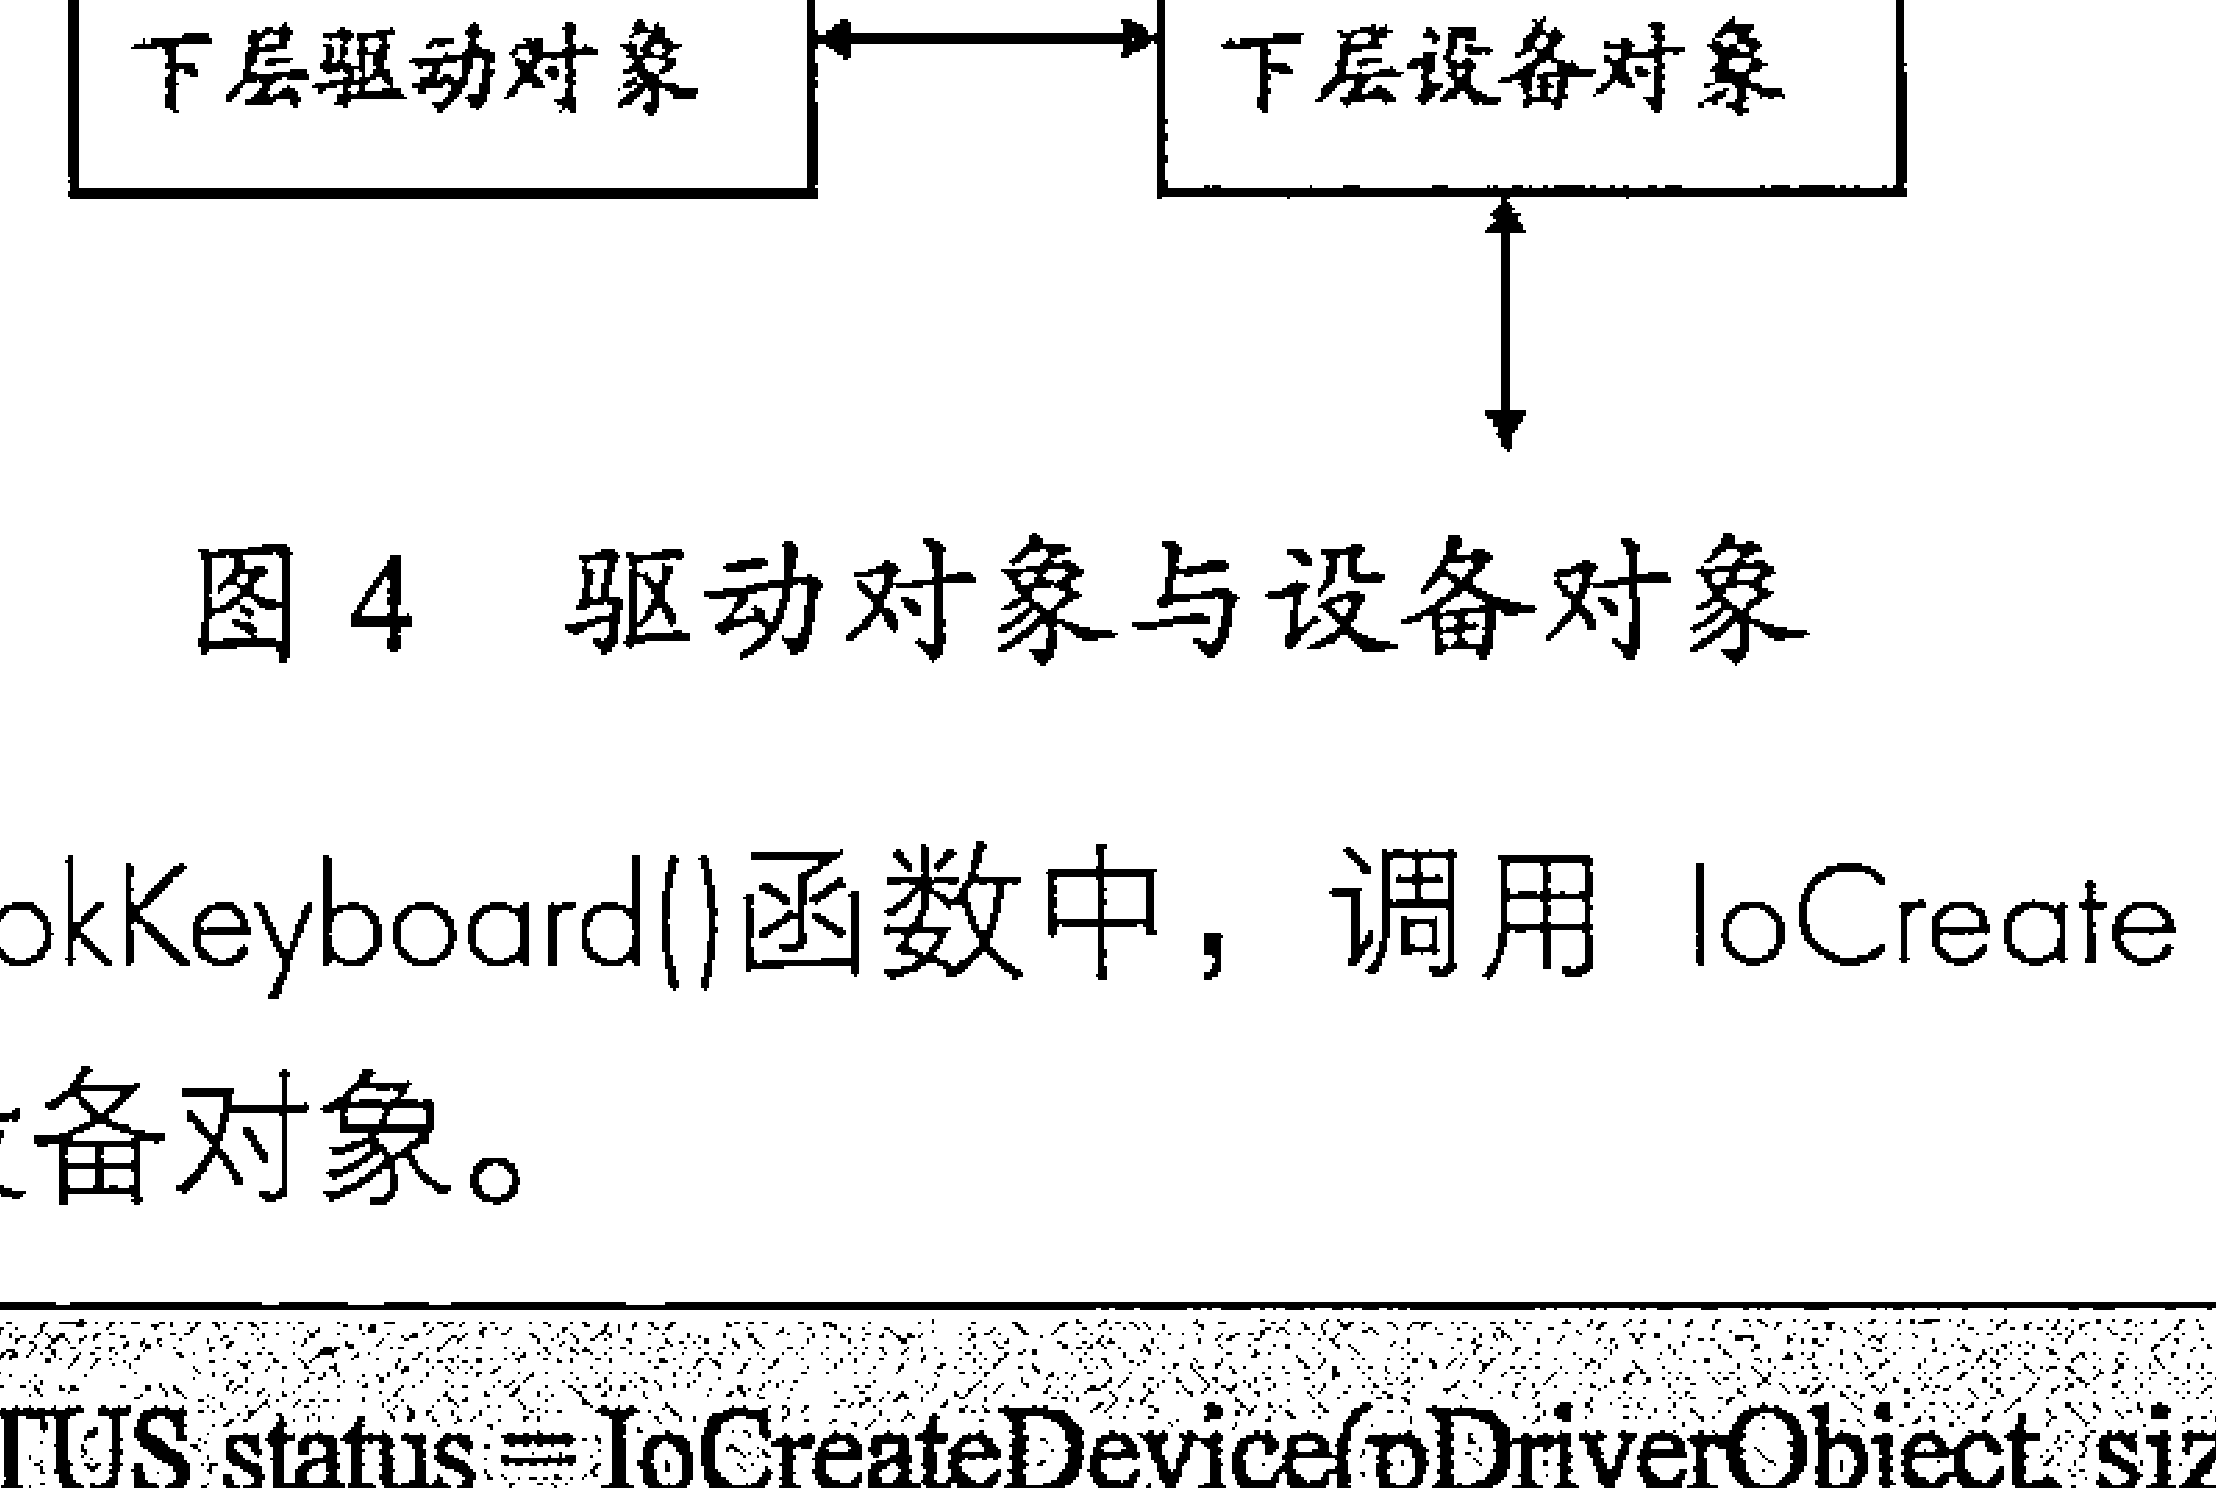 下层驱动对象 下层设备对象
图 4 驱动对象与设备对象
okKeyboard()函数中，调用 IoCreate
备对象。
TUS status = IoCreateDevice(pDriverObject, siz